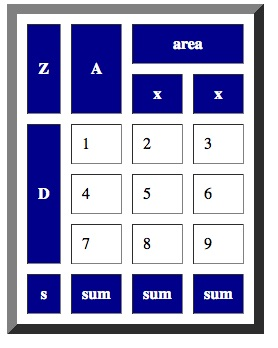 Z A area
x x
D 1 2 3
4 5 6
7 8 9
s sum sum sum